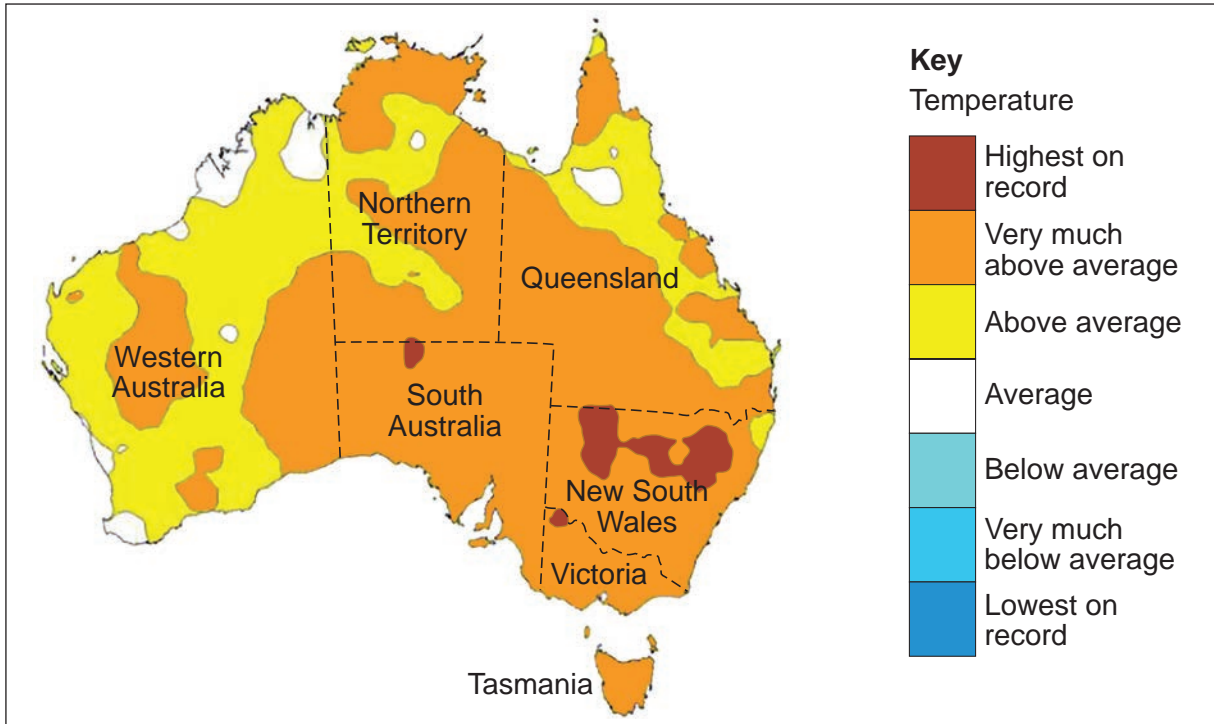 Northern
Territory
Queensland
Western
Australia
South
Australia
New South
Wales
Victoria
Tasmania
Key
Temperature
Highest on
record
Very much
above average
Above average
Average
Below average
Very much
below average
Lowest on
record